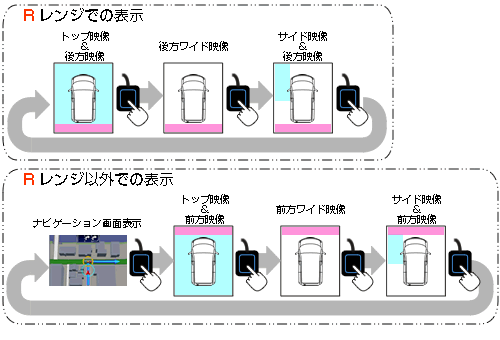 R レンジでの表示
トップ映像
&
後方映像
後方ワイド映像
サイド映像
&
後方映像
R レンジ以外での表示
ナビゲーション画面表示
トップ映像
&
前方映像
前方ワイド映像
サイド映像
&
前方映像